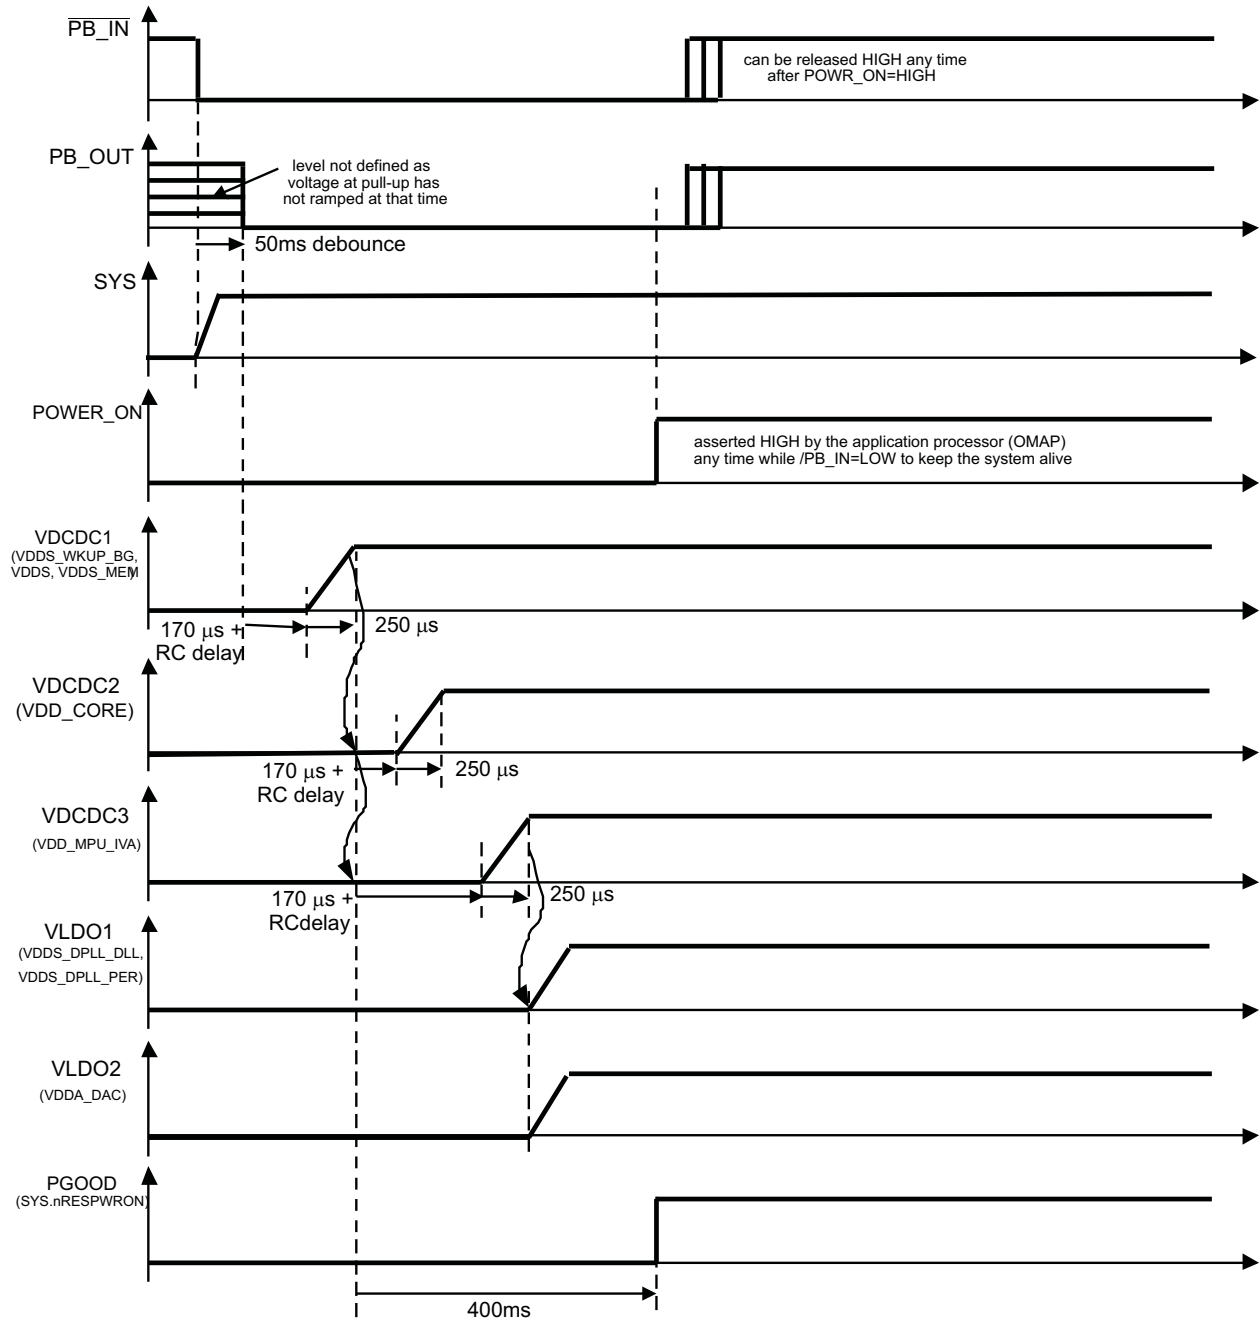 PB_IN
can be released HIGH any time
after POWR_ON=HIGH
PB_OUT
level not defined as
voltage at pull-up has
not ramped at that time
50ms debounce
SYS
POWER_ON
asserted HIGH by the application processor (OMAP)
any time while /PB_IN=LOW to keep the system alive
VDCDC1
(VDDS_WKUP_BG,
VDDS, VDDS_MEM)
170 μs +
RC delay
250 μs
VDCDC2
(VDD_CORE)
170 μs +
RC delay
250 μs
VDCDC3
(VDD_MPU_IVA)
170 μs +
RCdelay
250 μs
VLDO1
(VDDS_DPLL_DLL,
VDDS_DPLL_PER)
VLDO2
(VDDA_DAC)
PGOOD
(SYS.nRESPWRON)
400ms